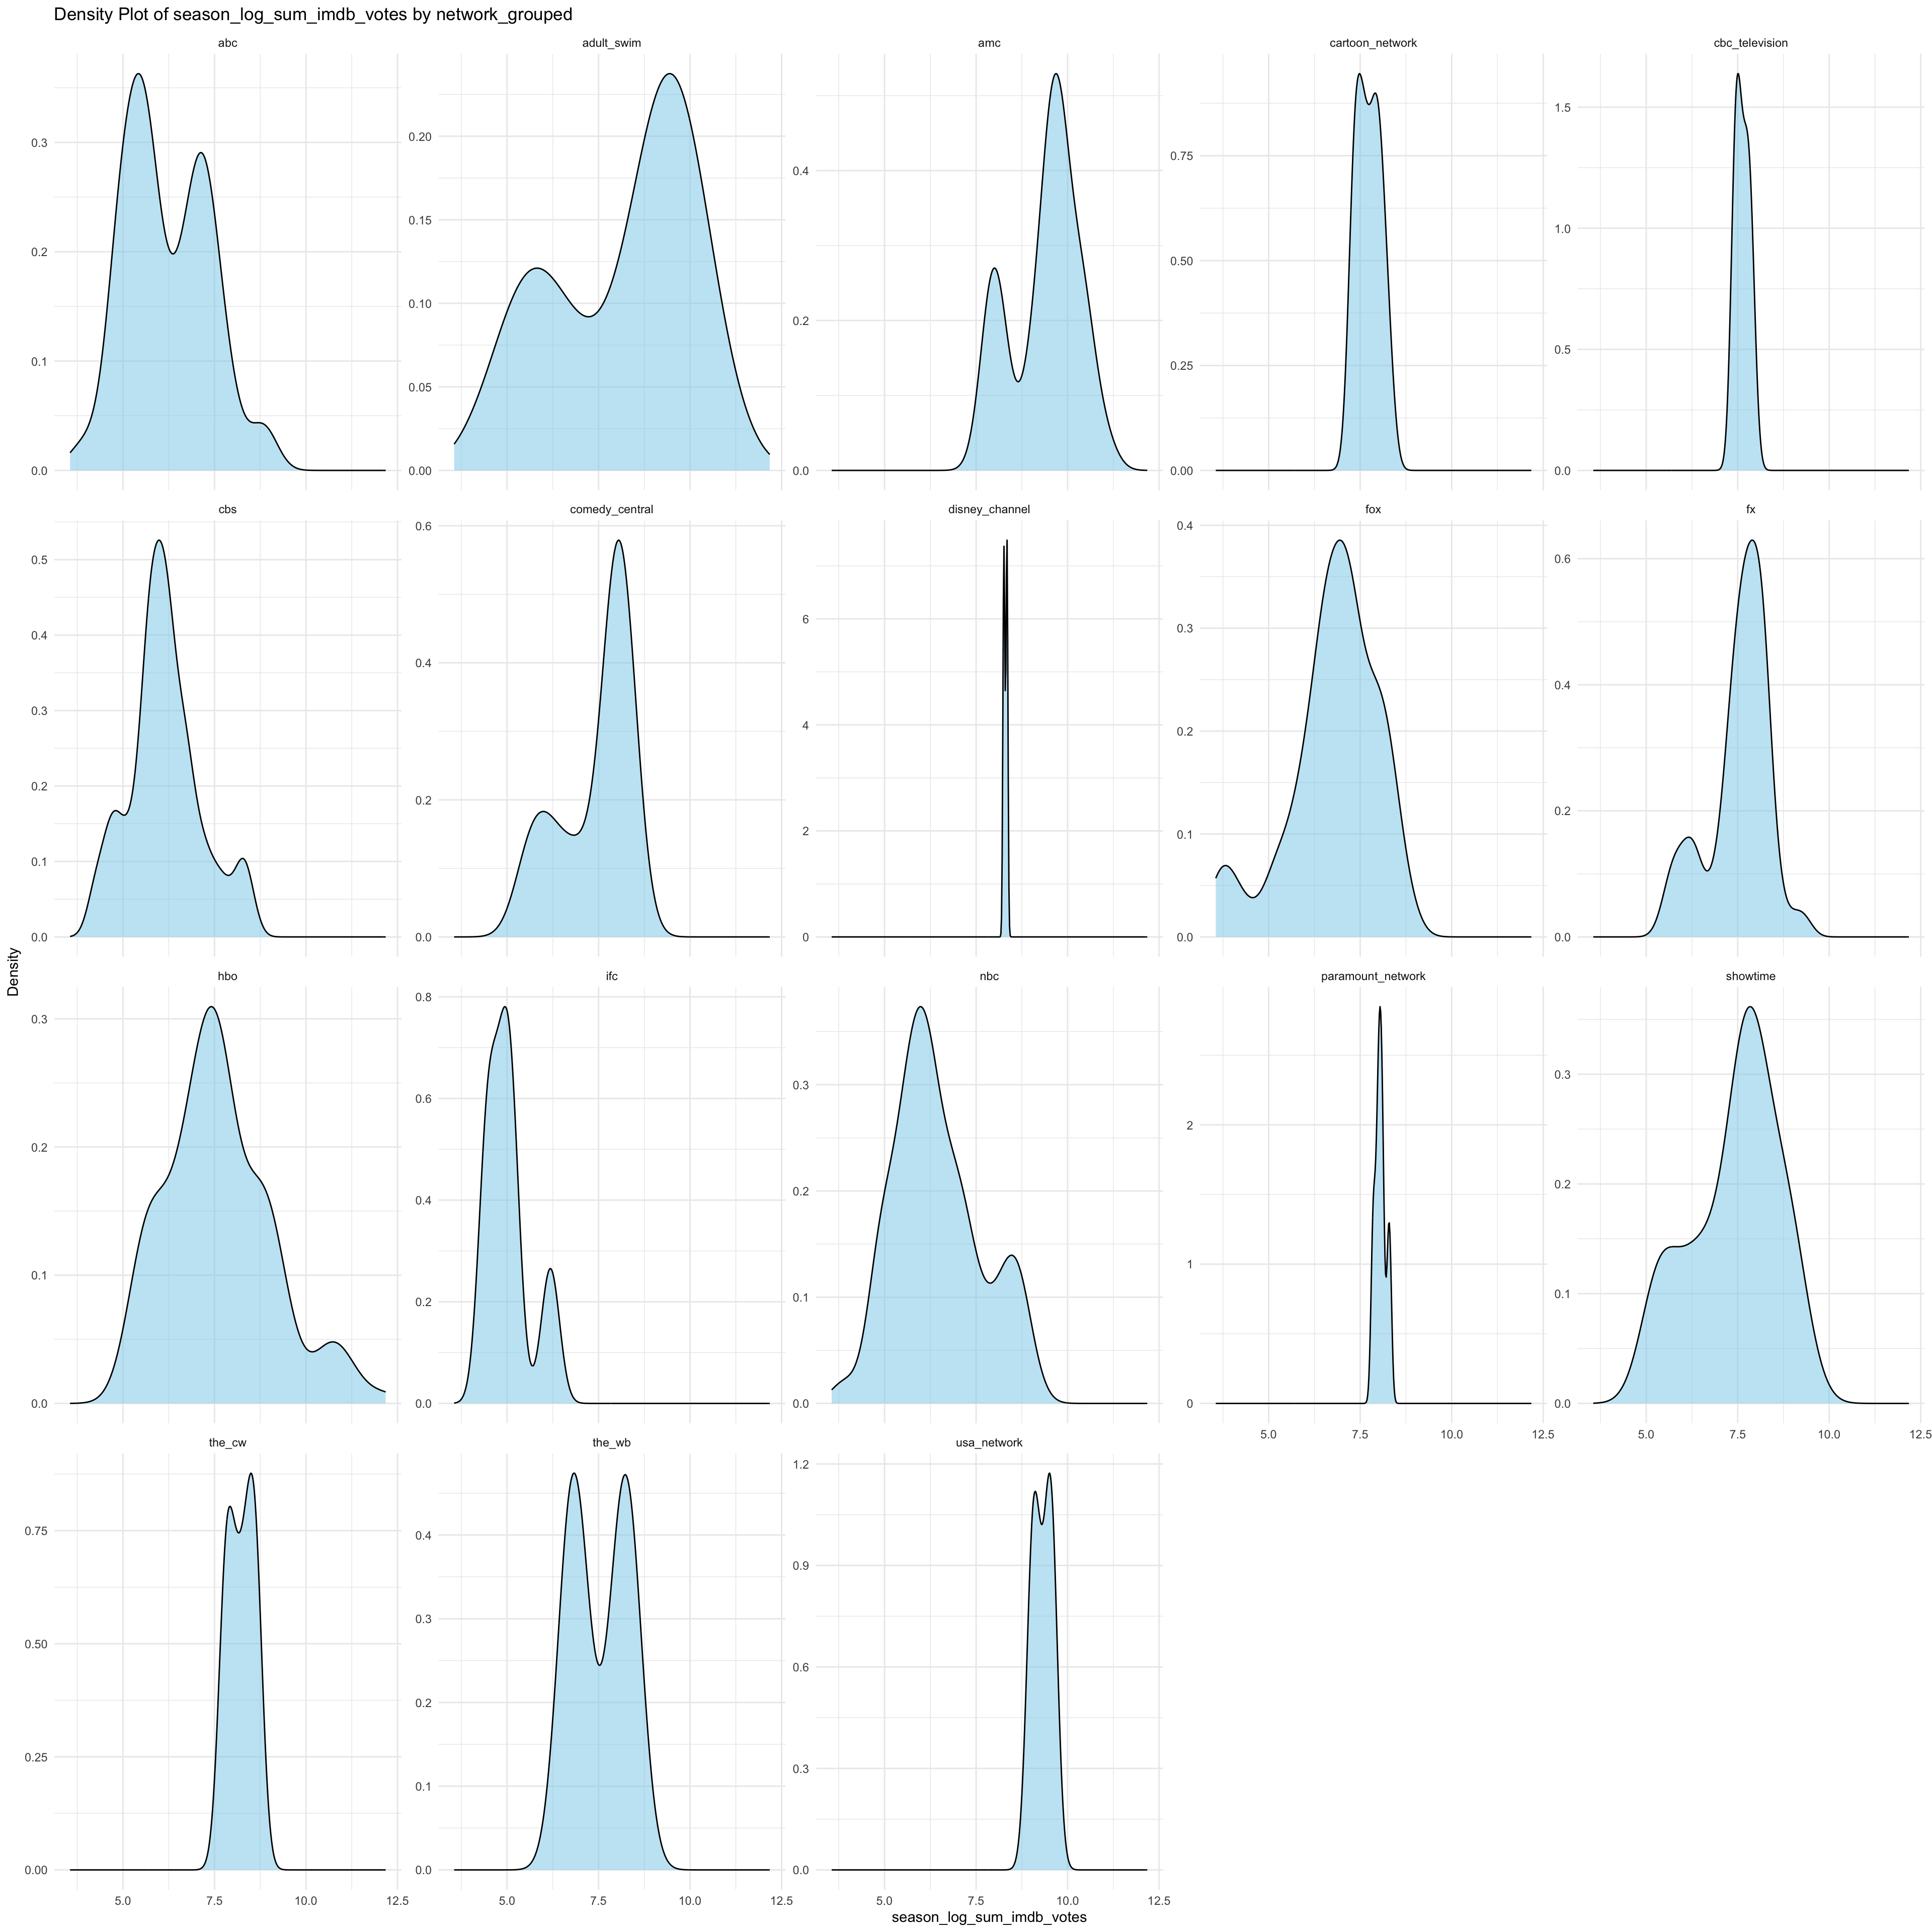 Density Plot of season_log_sum_imdb_votes by network_grouped
abc
adult_swim
amc
cartoon_network
cbc_television
0.3
0.2
0.1
0.0
0.20
0.15
0.10
0.05
0.00
0.4
0.2
0.0
0.75
0.50
0.25
0.00
1.5
1.0
0.5
0.0
cbs
comedy_central
disney_channel
fox
fx
0.5
0.4
0.3
0.2
0.1
0.0
0.6
0.4
0.2
0.0
6
4
2
0
0.4
0.3
0.2
0.1
0.0
0.6
0.4
0.2
0.0
Density
hbo
ifc
nbc
paramount_network
showtime
0.3
0.2
0.1
0.0
0.8
0.6
0.4
0.2
0.0
0.3
0.2
0.1
0.0
2
1
0
0.3
0.2
0.1
0.0
5.0 7.5 10.0 12.5
5.0 7.5 10.0 12.5
the_cw
the_wb
usa_network
0.75
0.50
0.25
0.00
0.4
0.3
0.2
0.1
0.0
1.2
0.9
0.6
0.3
0.0
5.0 7.5 10.0 12.5
5.0 7.5 10.0 12.5
5.0 7.5 10.0 12.5
season_log_sum_imdb_votes